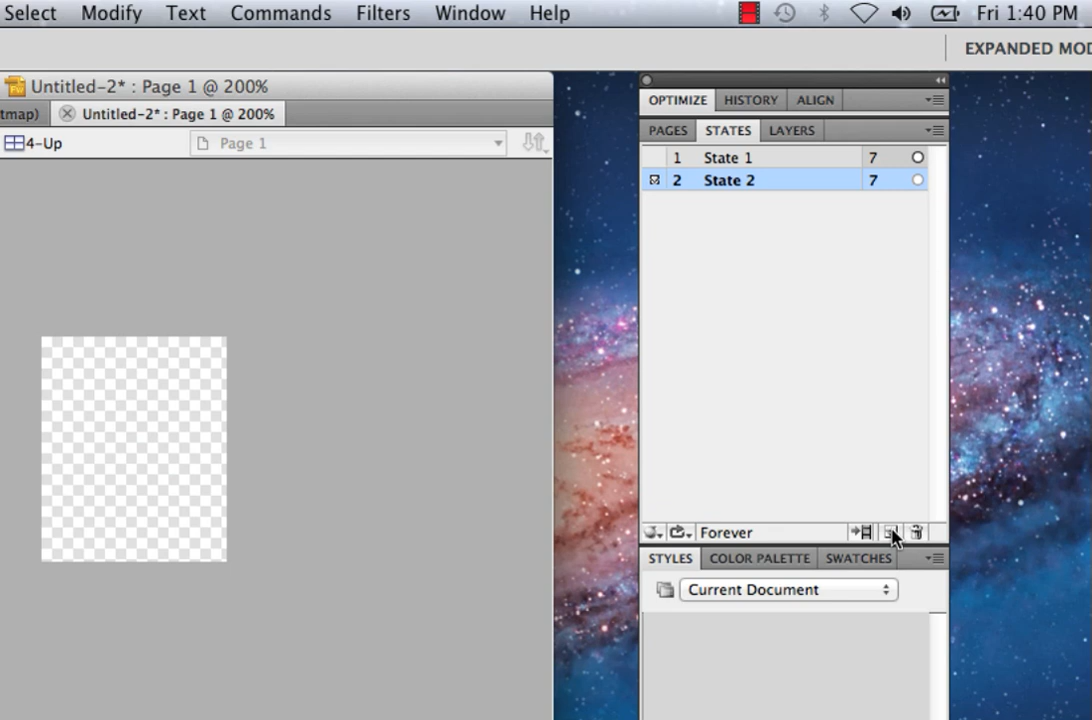 Select Modify Text Commands Filters Window Help Fri 1:40 PM
EXPANDED MOD
Untitled-2* : Page 1 @ 200%
tmap) Untitled-2* : Page 1 @ 200%
4-Up Page 1
OPTIMIZE HISTORY ALIGN
PAGES STATES LAYERS
1 State 1 7
2 State 2 7
Forever
STYLES COLOR PALETTE SWATCHES
Current Document